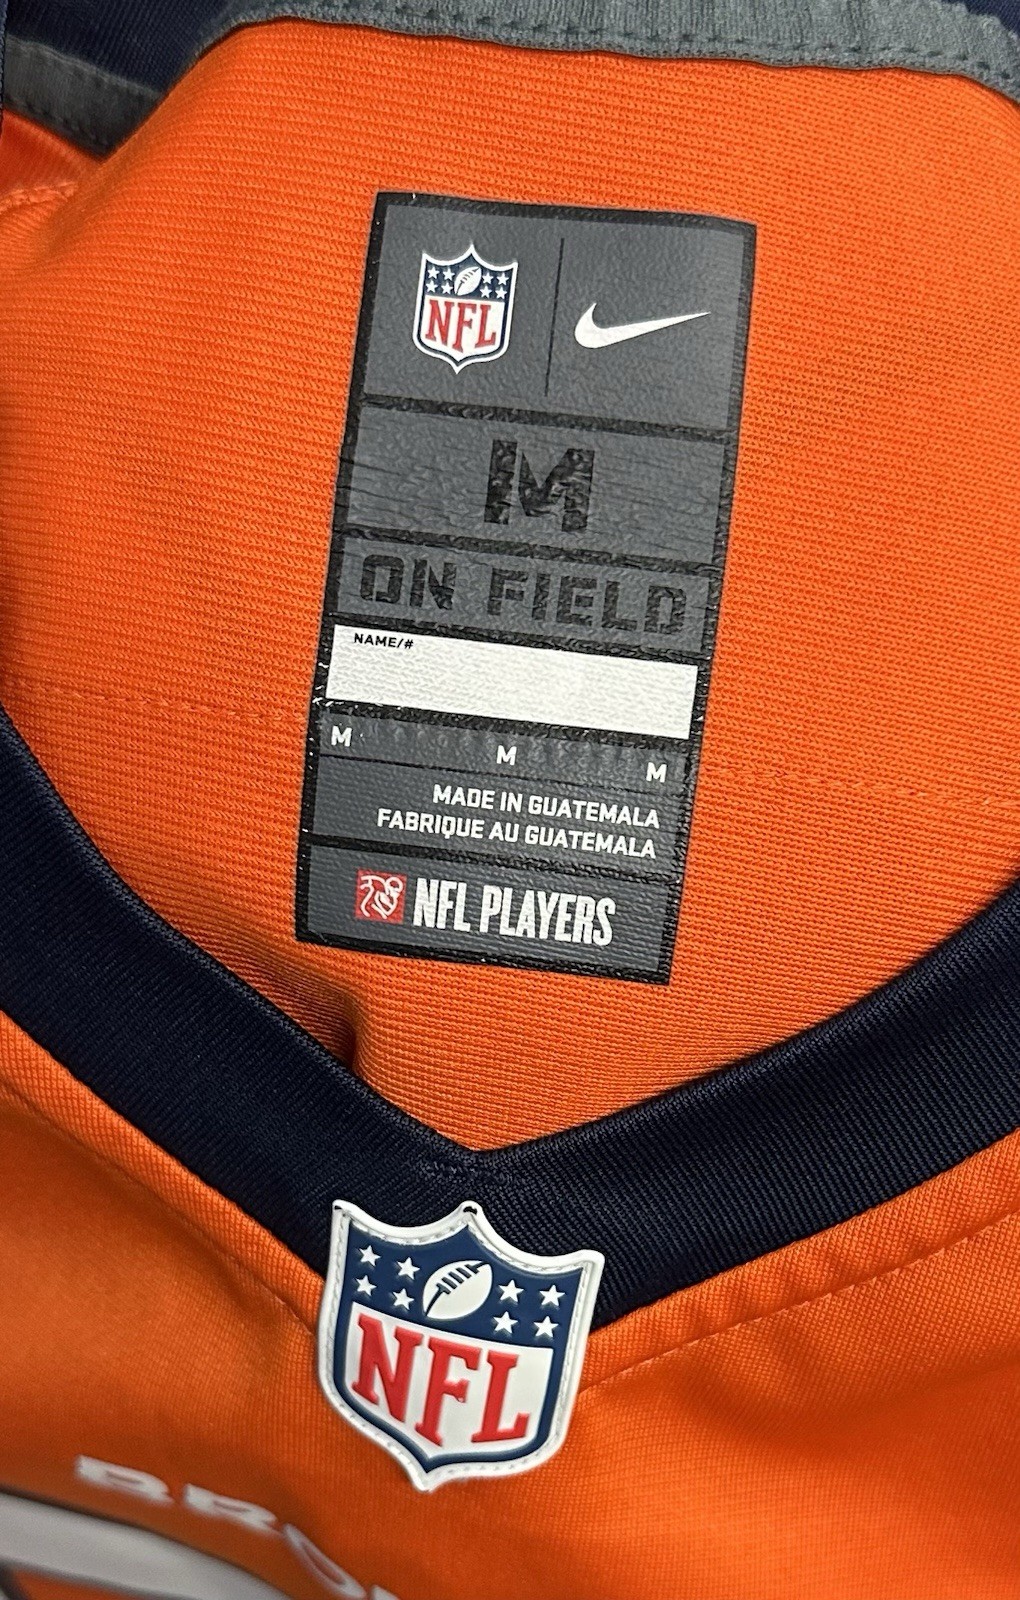 NFL
M
ON FIELD
NAME/#
M M M
MADE IN GUATEMALA
FABRIQUE AU GUATEMALA
NFL PLAYERS
NFL